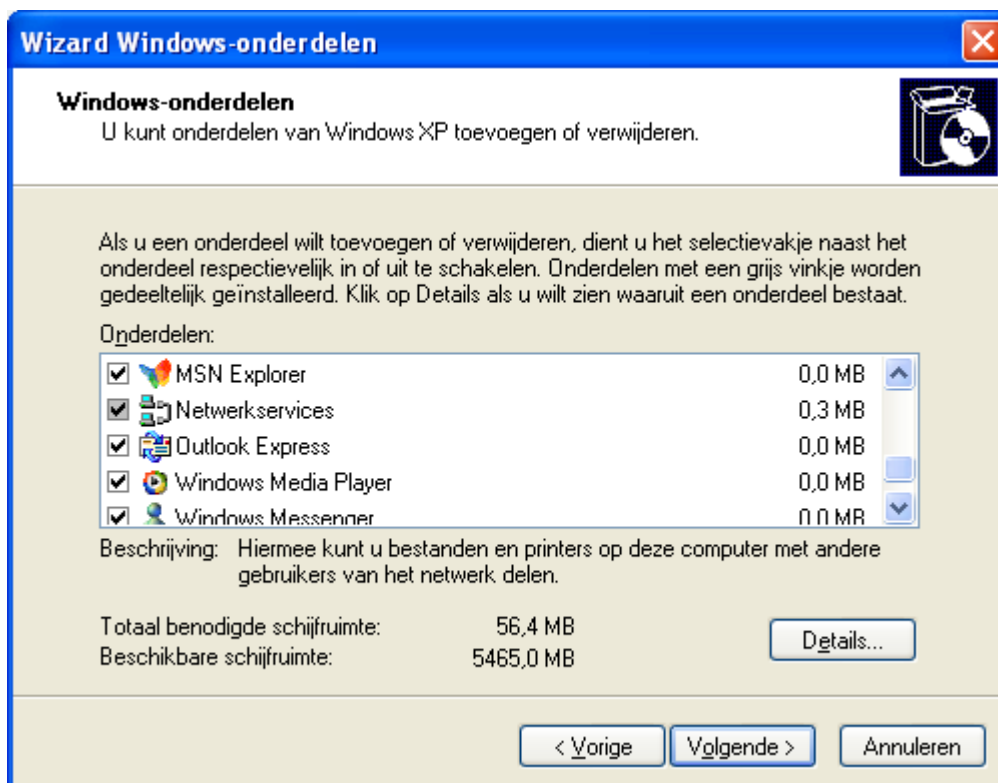 Wizard Windows-onderdelen
Windows-onderdelen
U kunt onderdelen van Windows XP toevoegen of verwijderen.
Als u een onderdeel wilt toevoegen of verwijderen, dient u het selectievakje naast het
onderdeel respectievelijk in of uit te schakelen. Onderdelen met een grijs vinkje worden
gedeeltelijk geïnstalleerd. Klik op Details als u wilt zien waaruit een onderdeel bestaat.
Onderdelen:
MSN Explorer 0,0 MB
Netwerkservices 0,3 MB
Outlook Express 0,0 MB
Windows Media Player 0,0 MB
Windows Messenger 0,0 MB
Beschrijving: Hiermee kunt u bestanden en printers op deze computer met andere
gebruikers van het netwerk delen.
Totaal benodigde schijfruimte: 56,4 MB
Beschikbare schijfruimte: 5465,0 MB
Details...
< Vorige Volgende > Annuleren